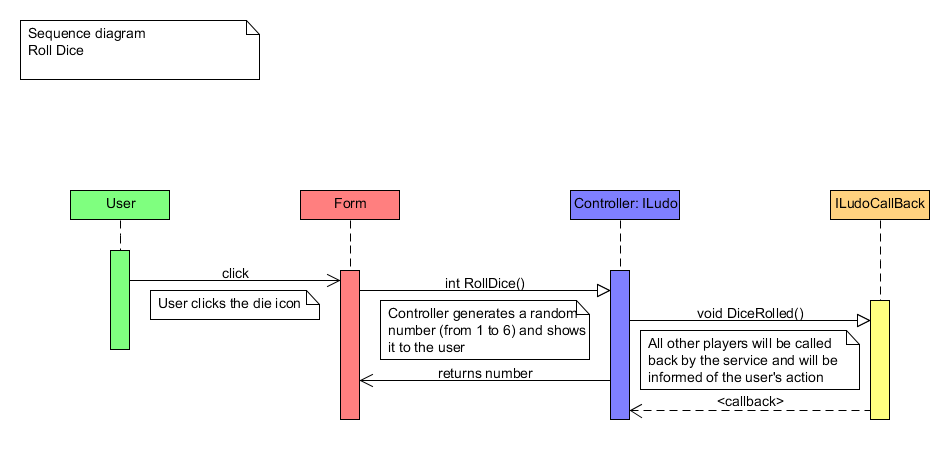 Sequence diagram
Roll Dice
User
Form
Controller: ILudo
ILudoCallBack
click
User clicks the die icon
int RollDice()
Controller generates a random
number (from 1 to 6) and shows
it to the user
returns number
void DiceRolled()
All other players will be called
back by the service and will be
informed of the user's action
<callback>